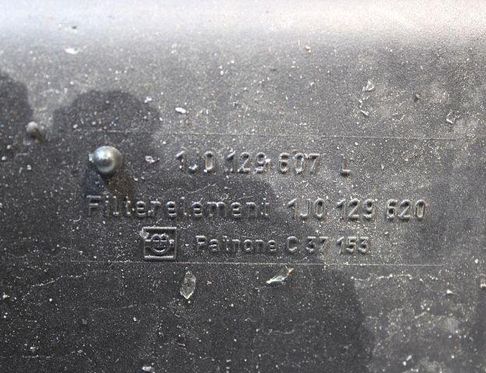 1J0 129 607 L
Filterelement 1J0 129 620
Patrone C 37 153